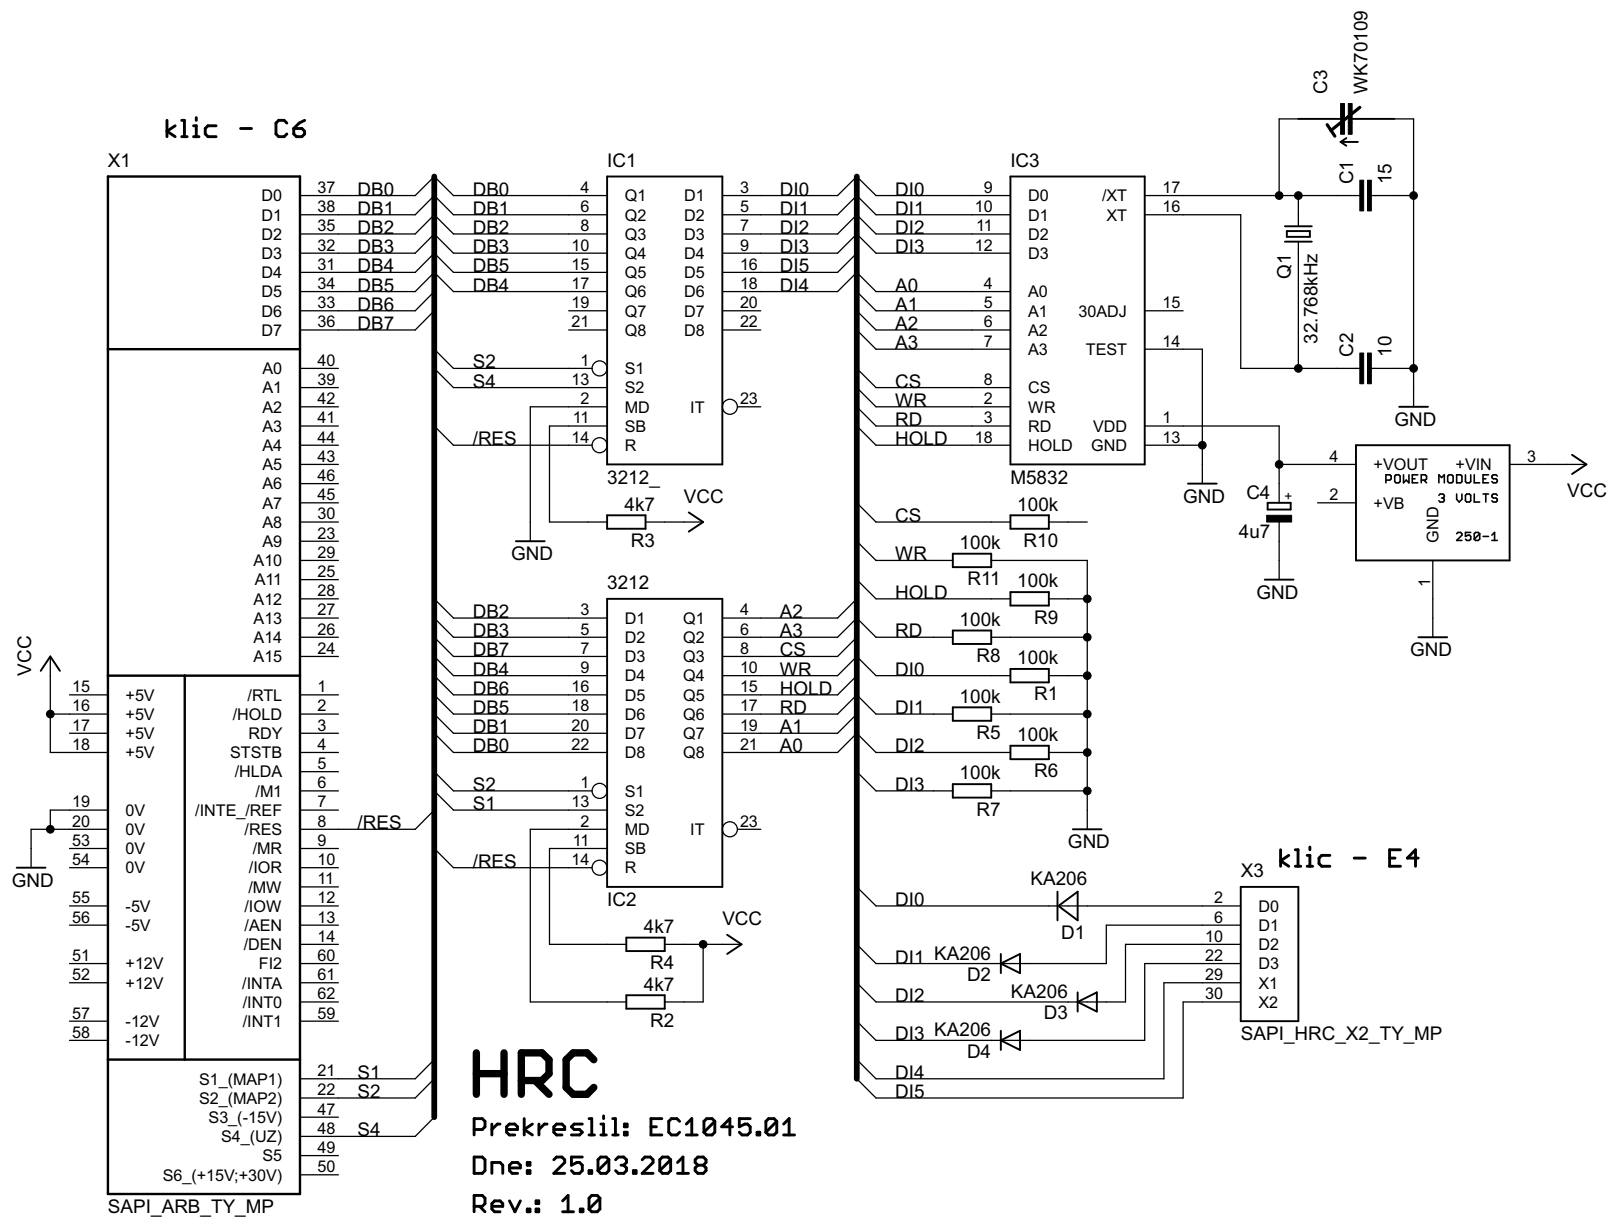 klic - C6
X1
D0 37 DB0
D1 38 DB1
D2 35 DB2
D3 32 DB3
D4 31 DB4
D5 34 DB5
D6 33 DB6
D7 36 DB7
A0 40
A1 39
A2 42
A3 41
A4 44
A5 43
A6 46
A7 45
A8 30
A9 23
A10 29
A11 25
A12 28
A13 27
A14 26
A15 24
VCC
15 +5V
16 +5V
17 +5V
18 +5V
19 0V
20 0V
53 0V
54 0V
GND
55 -5V
56 -5V
51 +12V
52 +12V
57 -12V
58 -12V
/RTL 1
/HOLD 2
RDY 3
STSTB 4
/HLDA 5
/M1 6
/INTE_/REF 7
/RES 8 /RES
/MR 9
/IOR 10
/MW 11
/IOW 12
/AEN 13
/DEN 14
FI2 60
/INTA 61
/INT0 62
/INT1 59
S1_(MAP1) 21 S1
S2_(MAP2) 22 S2
S3_(-15V) 47
S4_(UZ) 48 S4
S5 49
S6_(+15V;+30V) 50
SAPI_ARB_TY_MP
IC1
DB0 4 Q1 D1 3 DI0
DB1 6 Q2 D2 5 DI1
DB2 8 Q3 D3 7 DI2
DB3 10 Q4 D4 9 DI3
DB5 15 Q5 D5 16 DI5
DB4 17 Q6 D6 18 DI4
19 Q7 D7 20
21 Q8 D8 22
S2 1 S1
S4 13 S2
2 MD IT 23
11 SB
/RES 14 R
3212_
4k7
VCC
R3
GND
3212
DB2 3 D1 Q1 4 A2
DB3 5 D2 Q2 6 A3
DB7 7 D3 Q3 8 CS
DB4 9 D4 Q4 10 WR
DB6 16 D5 Q5 15 HOLD
DB5 18 D6 Q6 17 RD
DB1 20 D7 Q7 19 A1
DB0 22 D8 Q8 21 A0
S2 1 S1
S1 13 S2
2 MD IT 23
11 SB
/RES 14 R
IC2
4k7
VCC
R4
4k7
R2
HRC
Prekreslil: EC1045.01
Dne: 25.03.2018
Rev.: 1.0
IC3
DI0 9 D0 /XT 17
DI1 10 D1 XT 16
DI2 11 D2
DI3 12 D3
A0 4 A0
A1 5 A1 30ADJ 15
A2 6 A2
A3 7 A3 TEST 14
CS 8 CS
WR 2 WR
RD 3 RD VDD 1
HOLD 18 HOLD GND 13
M5832
GND
C3
WK70109
C1
15
Q1
32.768kHz
C2
10
GND
4 +VOUT +VIN 3
POWER MODULES
VCC
2 +VB 3 VOLTS
GND
250-1
1
GND
C4 +
4u7
GND
CS 100k R10
WR 100k R11
HOLD 100k R9
RD 100k R8
DI0 100k R1
DI1 100k R5
DI2 100k R6
DI3 100k R7
GND
klic - E4
X3
DI0 KA206 D1 2 D0
6 D1
10 D2
DI1 KA206 D2 22 D3
29 X1
DI2 KA206 D3 30 X2
DI3 KA206 D4
SAPI_HRC_X2_TY_MP
DI4
DI5